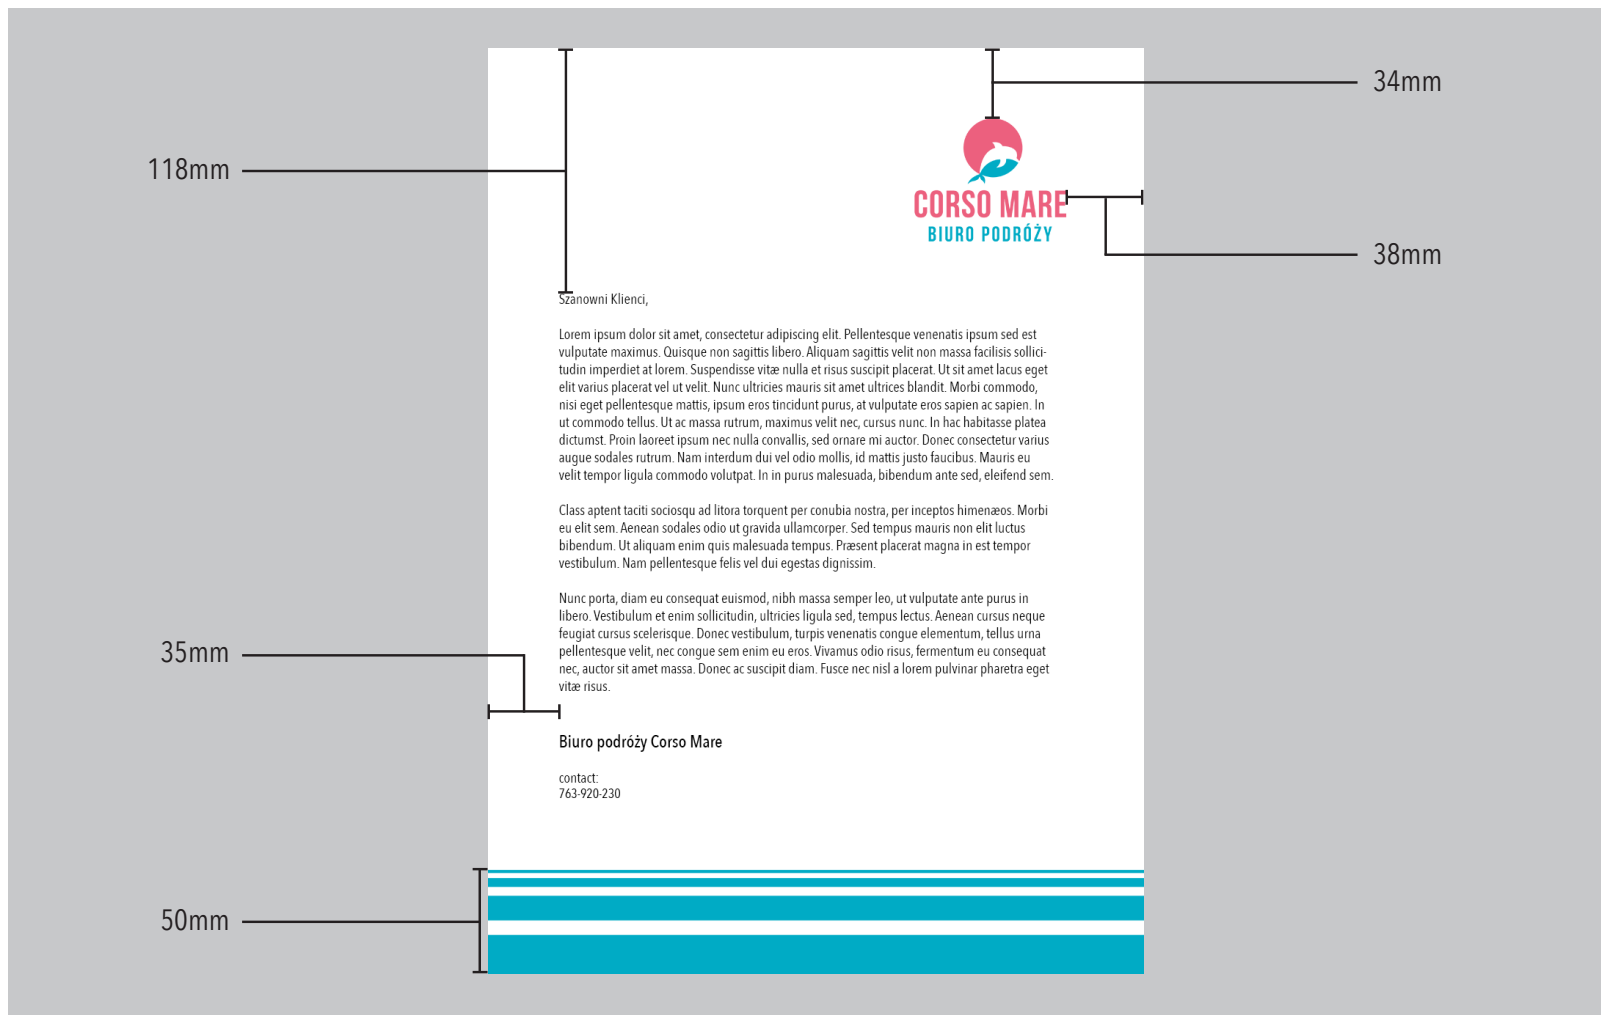 34mm
118mm
CORSO MARE
BIURO PODRÓŻY
38mm
Szanowni Klienci,
Lorem ipsum dolor sit amet, consectetur adipiscing elit. Pellentesque venenatis ipsum sed est
vulputate maximus. Quisque non sagittis libero. Aliquam sagittis velit non massa facilisis sollici-
tudin imperdiet at lorem. Suspendisse vitæ nulla et risus suscipit placerat. Ut sit amet lacus eget
elit varius placerat vel ut velit. Nunc ultricies mauris sit amet ultrices blandit. Morbi commodo,
nisi eget pellentesque mattis, ipsum eros tincidunt purus, at vulputate eros sapien ac sapien. In
ut commodo tellus. Ut ac massa rutrum, maximus velit nec, cursus nunc. In hac habitasse platea
dictumst. Proin laoreet ipsum nec nulla convallis, sed ornare mi auctor. Donec consectetur varius
augue sodales rutrum. Nam interdum dui vel odio mollis, id mattis justo faucibus. Mauris eu
velit tempor ligula commodo volutpat. In in purus malesuada, bibendum ante sed, eleifend sem.
Class aptent taciti sociosqu ad litora torquent per conubia nostra, per inceptos himenæos. Morbi
eu elit sem. Aenean sodales odio ut gravida ullamcorper. Sed tempus mauris non elit luctus
bibendum. Ut aliquam enim quis malesuada tempus. Præsent placerat magna in est tempor
vestibulum. Nam pellentesque felis vel dui egestas dignissim.
Nunc porta, diam eu consequat euismod, nibh massa semper leo, ut vulputate ante purus in
libero. Vestibulum et enim sollicitudin, ultricies ligula sed, tempus lectus. Aenean cursus neque
feugiat cursus scelerisque. Donec vestibulum, turpis venenatis congue elementum, tellus urna
pellentesque velit, nec congue sem enim eu eros. Vivamus odio risus, fermentum eu consequat
nec, auctor sit amet massa. Donec ac suscipit diam. Fusce nec nisl a lorem pulvinar pharetra eget
vitæ risus.
35mm
Biuro podróży Corso Mare
contact:
763-920-230
50mm